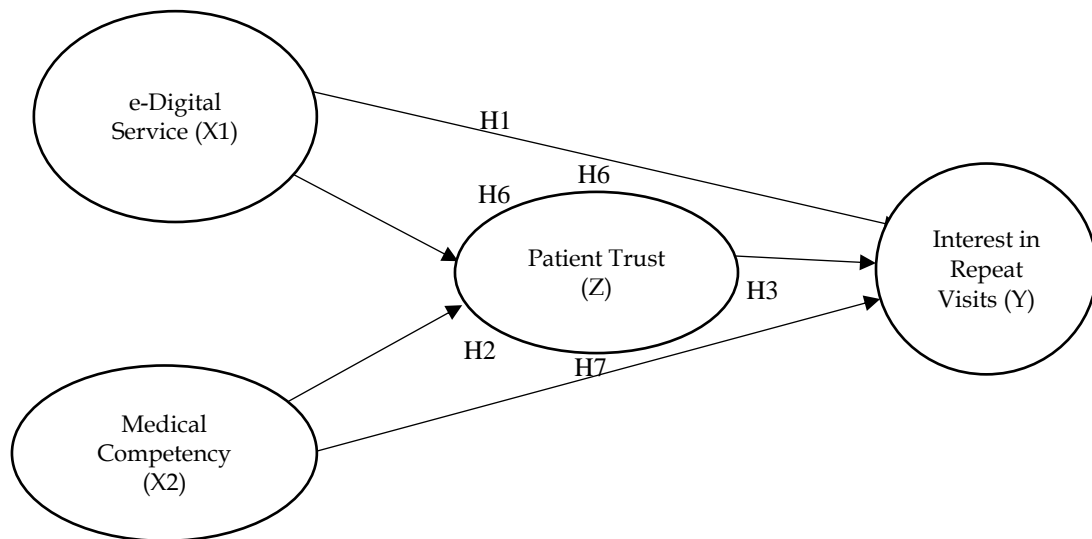 e-Digital
Service (X1)
H1
H6
H6
Patient Trust
(Z)
H3
Interest in
Repeat
Visits (Y)
H2
H7
Medical
Competency
(X2)